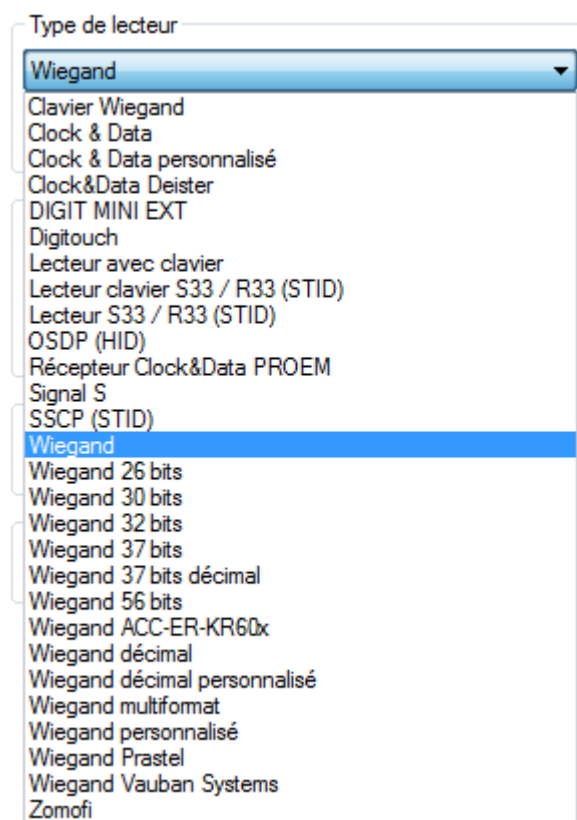 Type de lecteur
Wiegand
Clavier Wiegand
Clock & Data
Clock & Data personnalisé
Clock&Data Deister
DIGIT MINI EXT
Digitouch
Lecteur avec clavier
Lecteur clavier S33 / R33 (STID)
Lecteur S33 / R33 (STID)
OSDP (HID)
Récepteur Clock&Data PROEM
Signal S
SSCP (STID)
Wiegand
Wiegand 26 bits
Wiegand 30 bits
Wiegand 32 bits
Wiegand 37 bits
Wiegand 37 bits décimal
Wiegand 56 bits
Wiegand ACC-ER-KR60x
Wiegand décimal
Wiegand décimal personnalisé
Wiegand multiformat
Wiegand personnalisé
Wiegand Prastel
Wiegand Vauban Systems
Zomofi